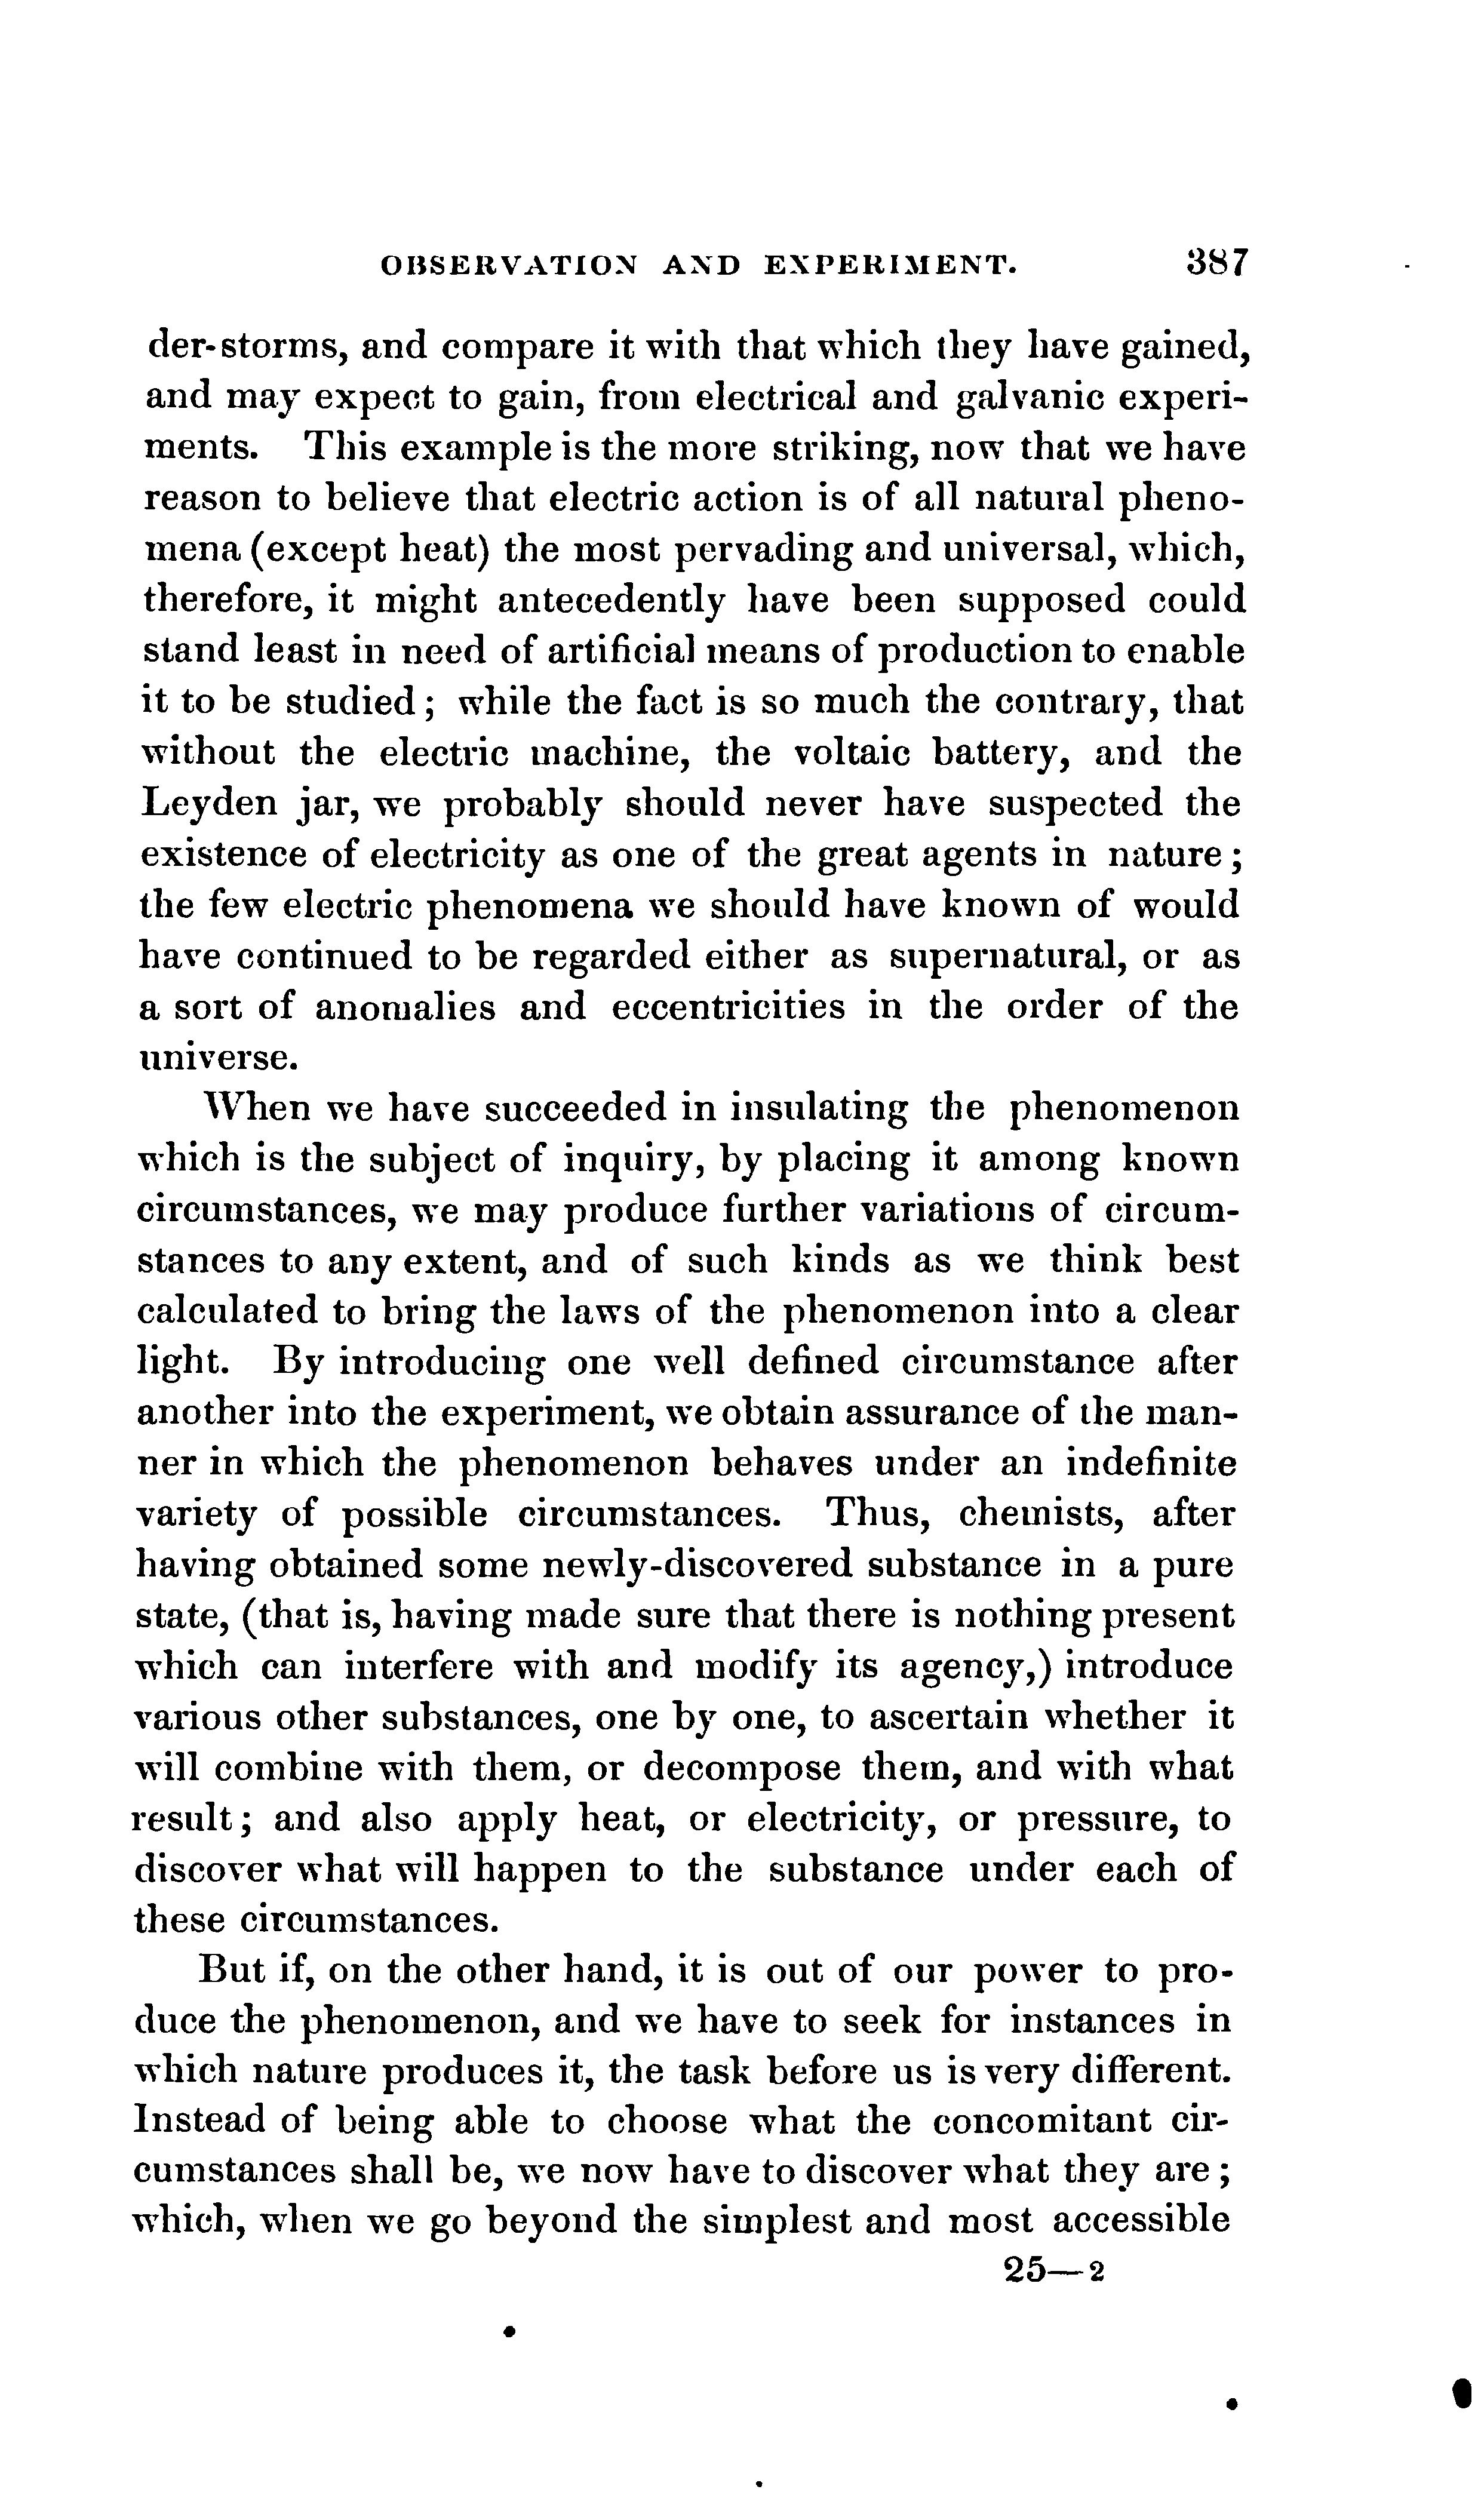 OBSERVATION AND EXPERIMENT. 387
der-storms, and compare it with that which they have gained,
and may expect to gain, from electrical and galvanic experi-
ments. This example is the more striking, now that we have
reason to believe that electric action is of all natural pheno-
mena (except heat) the most pervading and universal, which,
therefore, it might antecedently have been supposed could
stand least in need of artificial means of production to enable
it to be studied; while the fact is so much the contrary, that
without the electric machine, the voltaic battery, and the
Leyden jar, we probably should never have suspected the
existence of electricity as one of the great agents in nature;
the few electric phenomena we should have known of would
have continued to be regarded either as supernatural, or as
a sort of anomalies and eccentricities in the order of the
universe.
When we have succeeded in insulating the phenomenon
which is the subject of inquiry, by placing it among known
circumstances, we may produce further variations of circum-
stances to any extent, and of such kinds as we think best
calculated to bring the laws of the phenomenon into a clear
light. By introducing one well defined circumstance after
another into the experiment, we obtain assurance of the man-
ner in which the phenomenon behaves under an indefinite
variety of possible circumstances. Thus, chemists, after
having obtained some newly-discovered substance in a pure
state, (that is, having made sure that there is nothing present
which can interfere with and modify its agency,) introduce
various other substances, one by one, to ascertain whether it
will combine with them, or decompose them, and with what
result; and also apply heat, or electricity, or pressure, to
discover what will happen to the substance under each of
these circumstances.
But if, on the other hand, it is out of our power to pro-
duce the phenomenon, and we have to seek for instances in
which nature produces it, the task before us is very different.
Instead of being able to choose what the concomitant cir-
cumstances shall be, we now have to discover what they are;
which, when we go beyond the simplest and most accessible
25—2